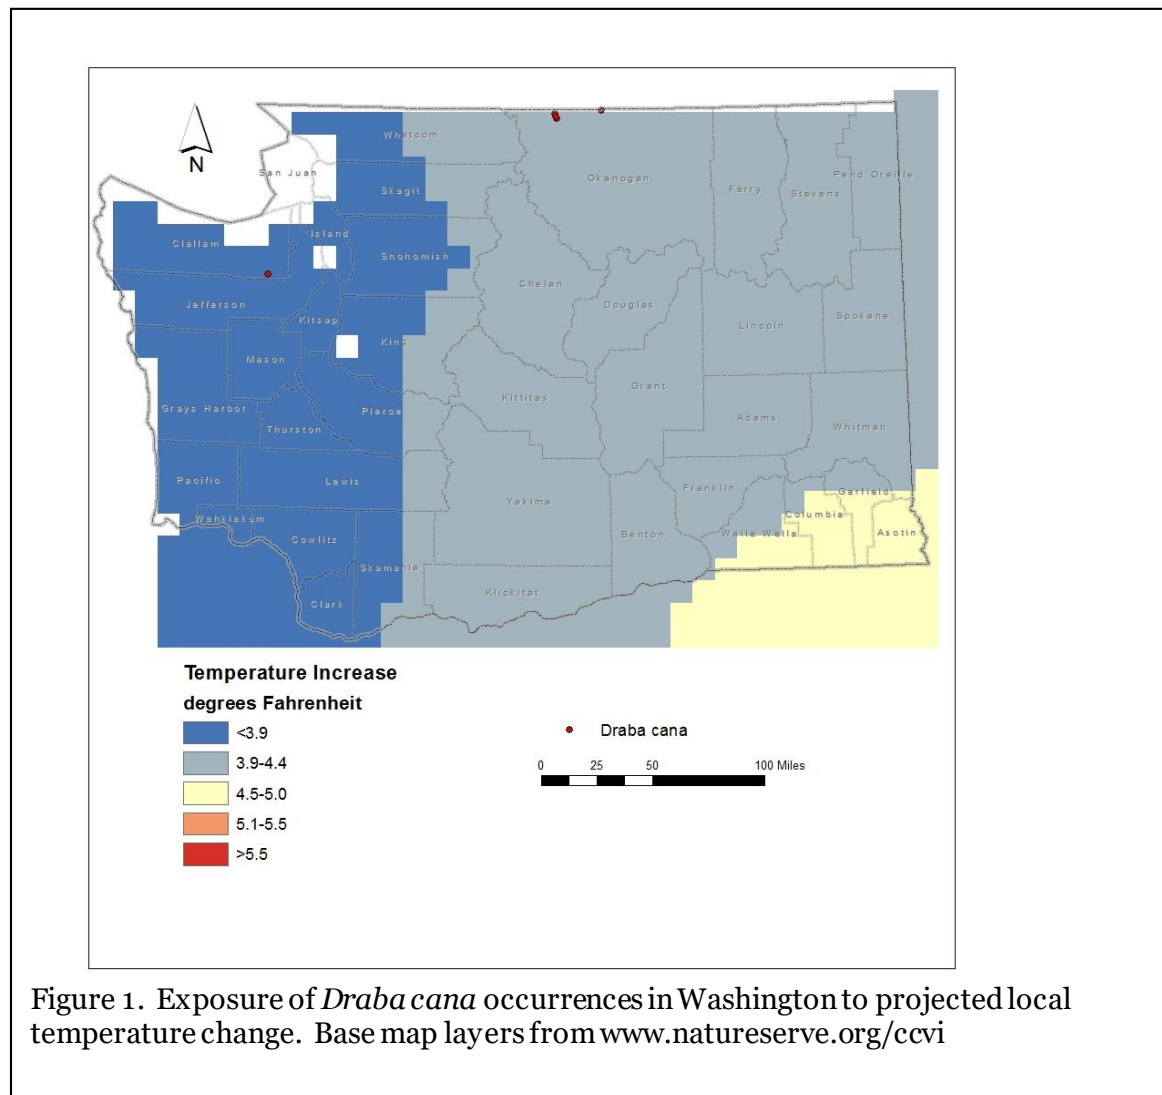 N
Whatcom
San Juan
Skagit
Okanogan
Ferry
Stevens
Pend Oreille
Island
Clallam
Snohomish
Chelan
Jefferson
Douglas
Kitsap
King
Lincoln
Spokane
Mason
Grant
Kittitas
Grays Harbor
Pierce
Adams
Whitman
Thurston
Pacific
Lewis
Yakima
Franklin
Garfield
Columbia
Wahkiakum
Cowlitz
Benton
Walla Walla
Asotin
Skamania
Klickitat
Clark
Temperature Increase
degrees Fahrenheit
<3.9
3.9-4.4
4.5-5.0
5.1-5.5
>5.5
Draba cana
0 25 50 100 Miles
Figure 1. Exposure of Draba cana occurrences in Washington to projected local
temperature change. Base map layers from www.natureserve.org/ccvi